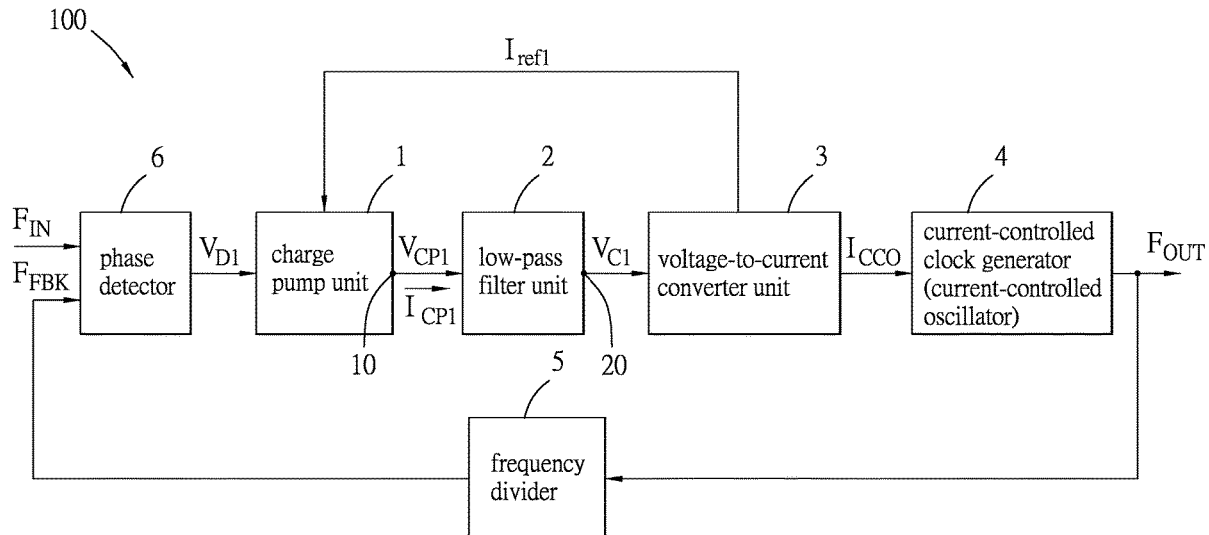 100
I_ref1
6
1
2
3
4
F_IN
F_FBK
phase
detector
V_D1
charge
pump unit
V_CP1
I_CP1
low-pass
filter unit
V_C1
voltage-to-current
converter unit
I_CCO
current-controlled
clock generator
(current-controlled
oscillator)
F_OUT
10
20
5
frequency
divider